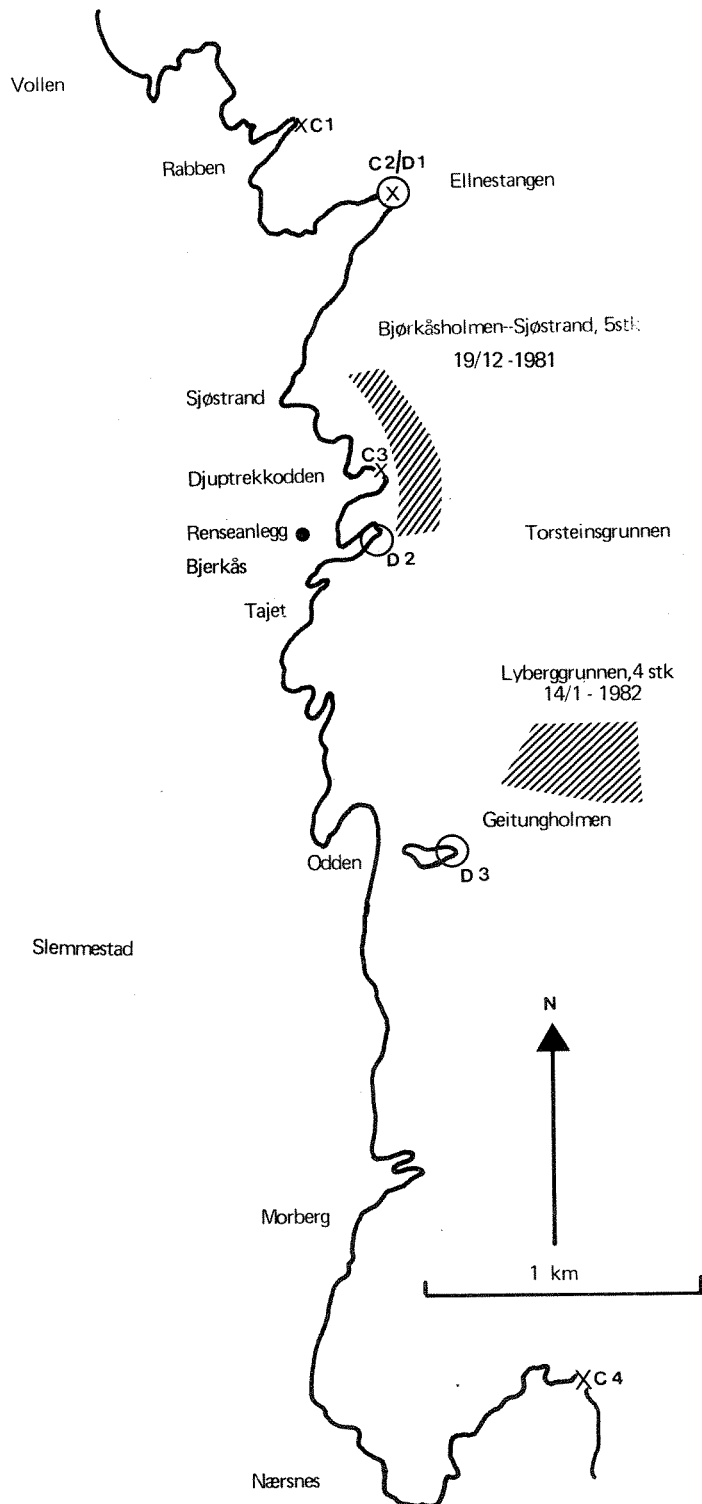 Vollen
XC1
Rabben
C2/D1
X
Ellnestangen
Bjørkåsholmen--Sjøstrand, 5stk.
19/12 -1981
Sjøstrand
C3
X
Djuptrekkodden
Renseanlegg
Torsteinsgrunnen
D2
Bjerkås
Tajet
Lyberggrunnen, 4 stk
14/1 - 1982
Geitungholmen
Odden
D3
Slemmestad
N
Morberg
1 km
XC4
Nærsnes